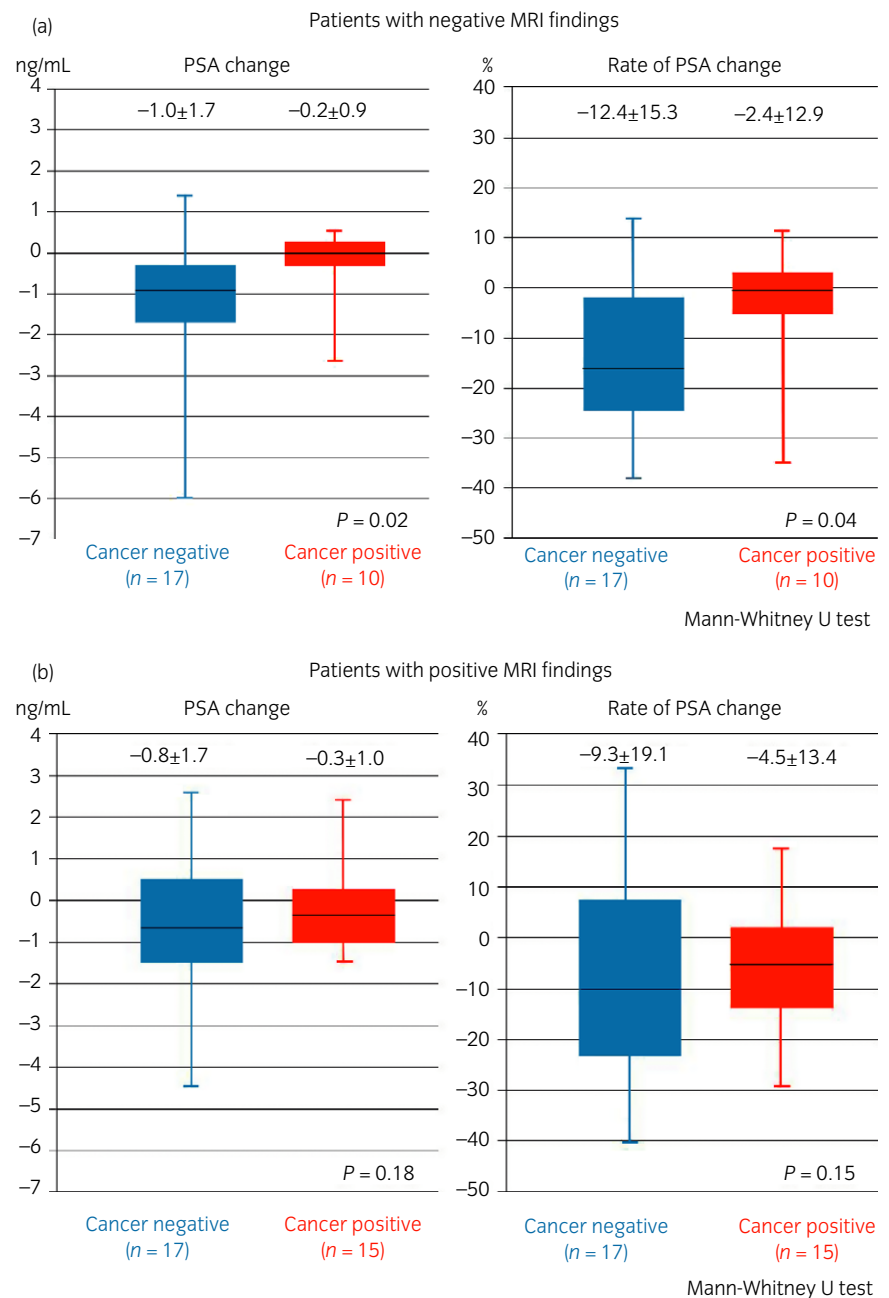 (a)
Patients with negative MRI findings
ng/mL PSA change
4
3
2
1
0
−1
−2
−3
−4
−5
−6
−7
−1.0±1.7 −0.2±0.9
P = 0.02
Cancer negative Cancer positive
(n = 17) (n = 10)
% Rate of PSA change
40
30
20
10
0
−10
−20
−30
−40
−50
−12.4±15.3 −2.4±12.9
P = 0.04
Cancer negative Cancer positive
(n = 17) (n = 10)
Mann-Whitney U test
(b)
Patients with positive MRI findings
ng/mL PSA change
4
3
2
1
0
−1
−2
−3
−4
−5
−6
−7
−0.8±1.7 −0.3±1.0
P = 0.18
Cancer negative Cancer positive
(n = 17) (n = 15)
% Rate of PSA change
40
30
20
10
0
−10
−20
−30
−40
−50
−9.3±19.1 −4.5±13.4
P = 0.15
Cancer negative Cancer positive
(n = 17) (n = 15)
Mann-Whitney U test